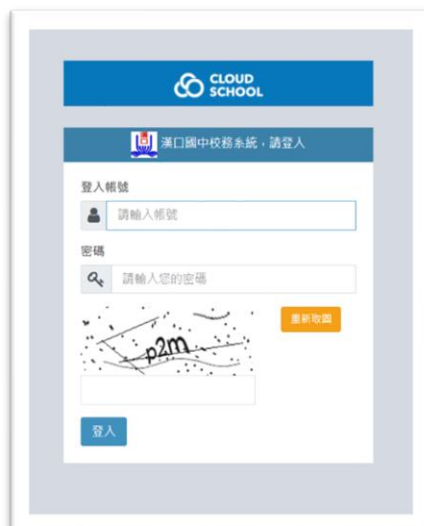 CLOUD
SCHOOL
漢口國中校務系統，請登入
登入帳號
請輸入帳號
密碼
請輸入您的密碼
重新取圖
p2m
登入